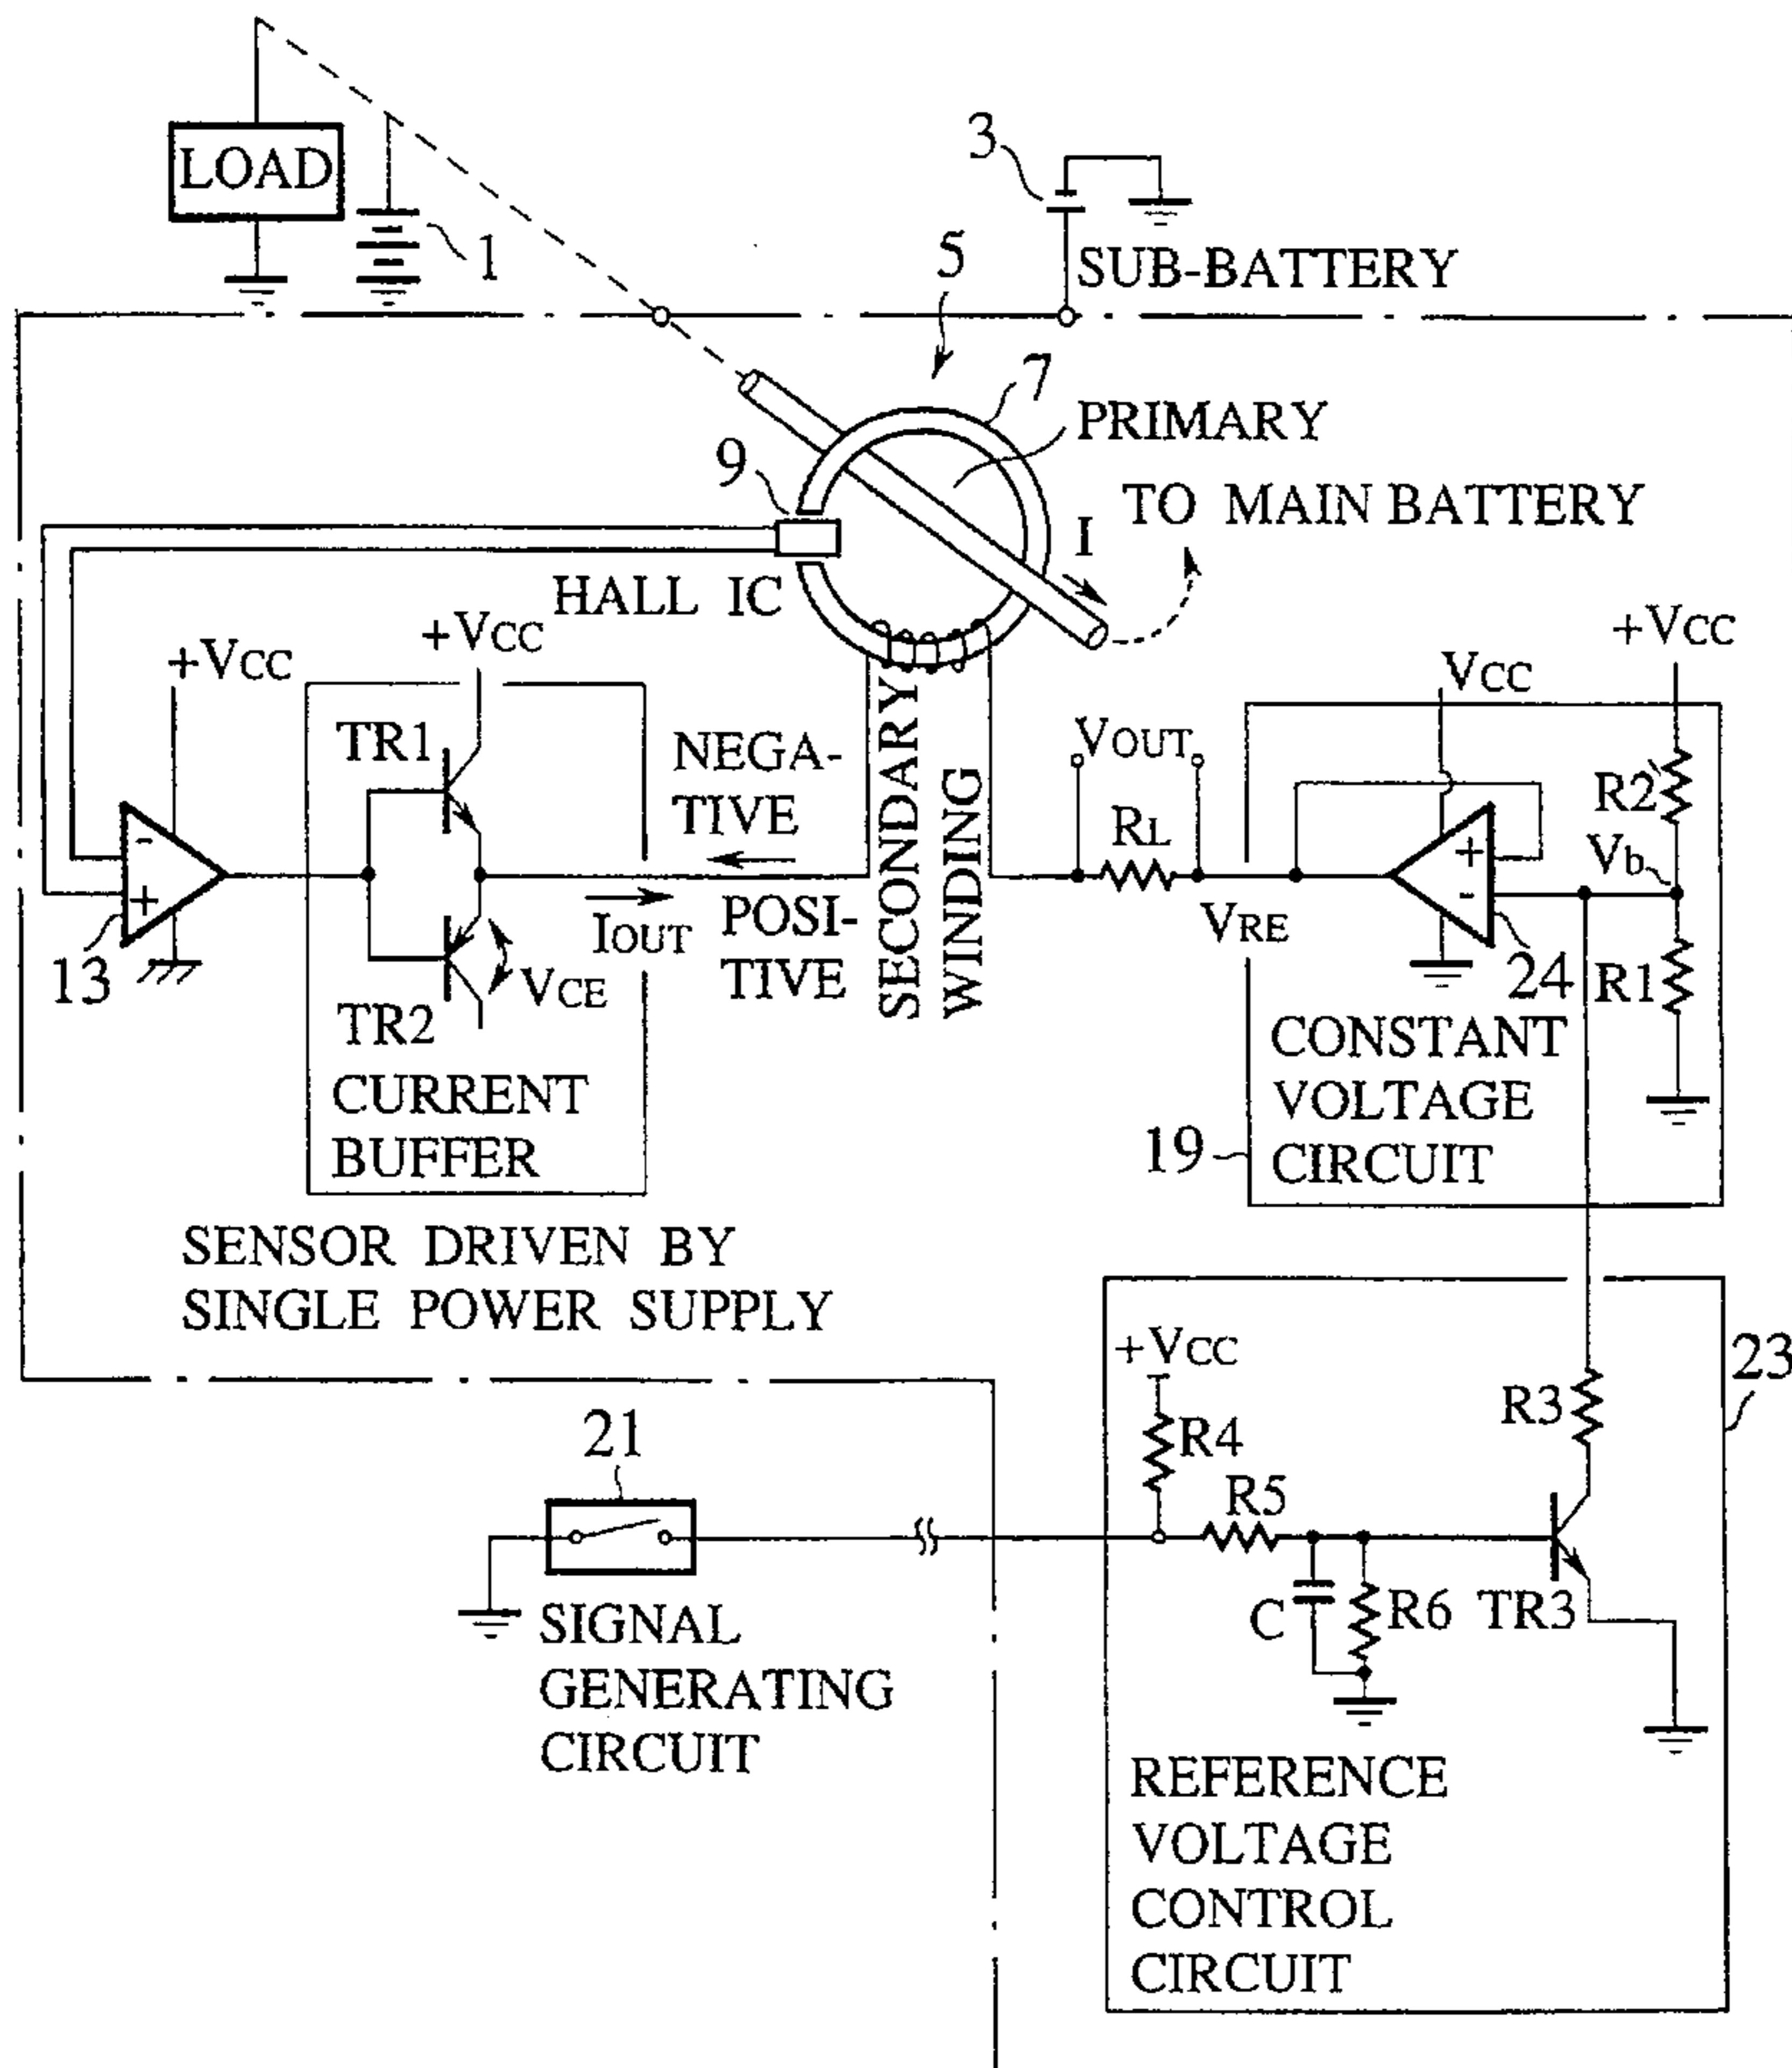 LOAD
1
3
SUB-BATTERY
5
7
PRIMARY
9
TO MAIN BATTERY
I
HALL IC
+VCC
+VCC
+VCC
VCC
TR1
NEGA-
TIVE
SECONDARY
WINDING
VOUT
RL
R2
Vb
-
+
13
+
-
IOUT
POSI-
TIVE
VRE
24
R1
VCE
TR2
CURRENT
BUFFER
CONSTANT
VOLTAGE
CIRCUIT
19
SENSOR DRIVEN BY
SINGLE POWER SUPPLY
+VCC
23
R3
R4
21
R5
C
R6
TR3
SIGNAL
GENERATING
CIRCUIT
REFERENCE
VOLTAGE
CONTROL
CIRCUIT